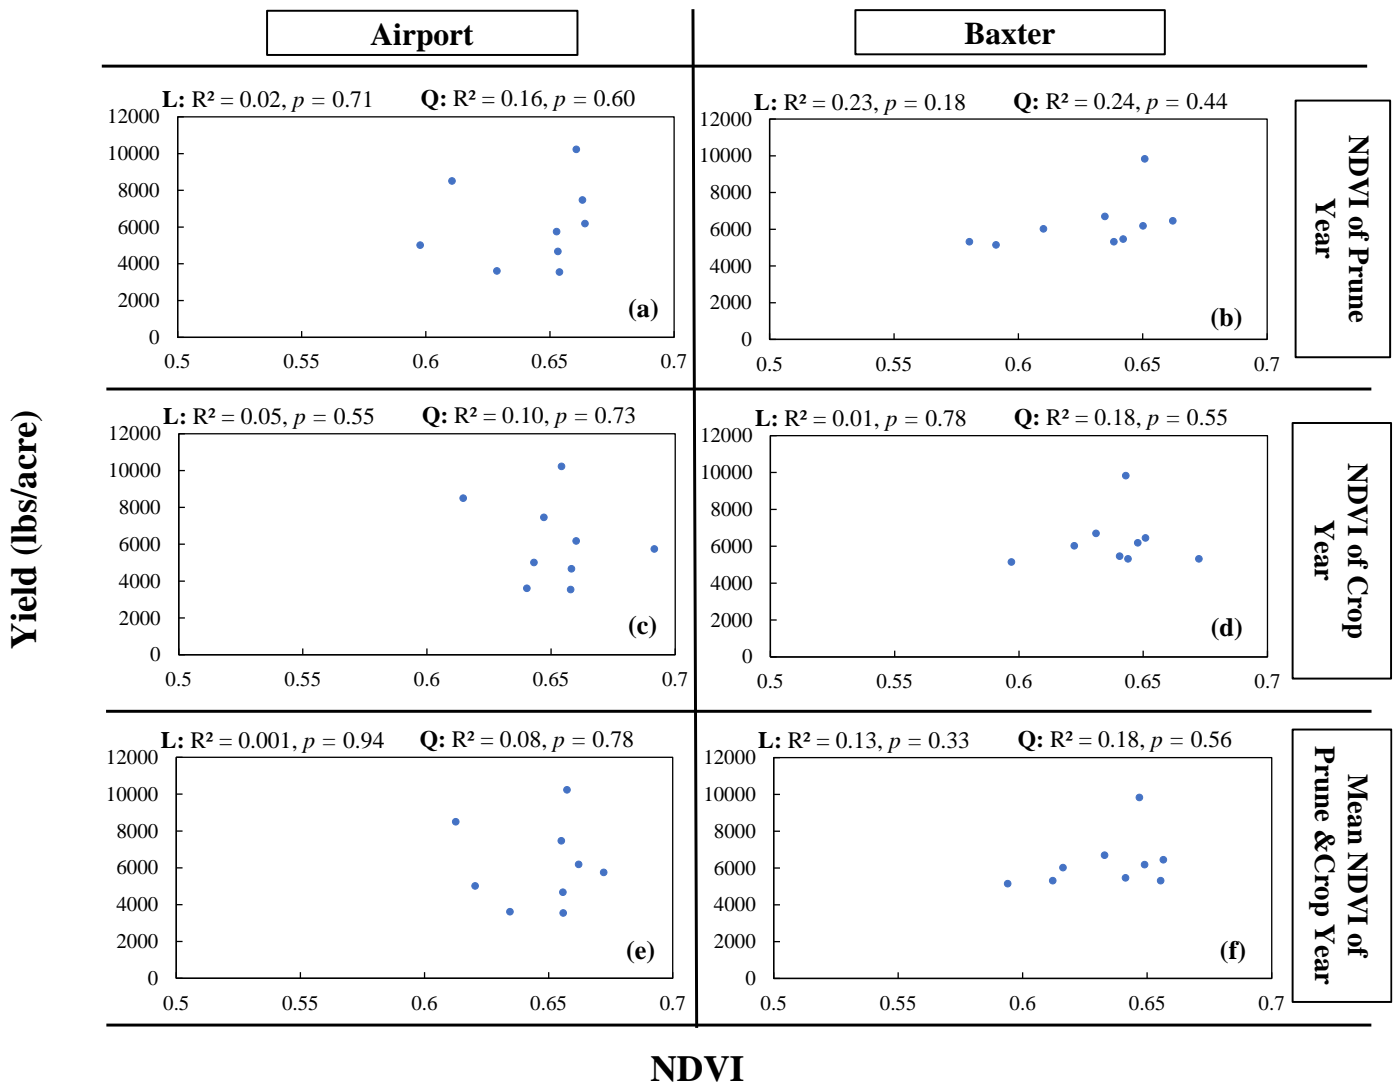 Airport
Baxter
L: R² = 0.02, p = 0.71 Q: R² = 0.16, p = 0.60
12000
10000
8000
6000
4000
2000
0
0.5 0.55 0.6 0.65 0.7
(a)
L: R² = 0.23, p = 0.18 Q: R² = 0.24, p = 0.44
12000
10000
8000
6000
4000
2000
0
0.5 0.55 0.6 0.65 0.7
(b)
NDVI of Prune
Year
L: R² = 0.05, p = 0.55 Q: R² = 0.10, p = 0.73
12000
10000
8000
6000
4000
2000
0
0.5 0.55 0.6 0.65 0.7
(c)
L: R² = 0.01, p = 0.78 Q: R² = 0.18, p = 0.55
12000
10000
8000
6000
4000
2000
0
0.5 0.55 0.6 0.65 0.7
(d)
NDVI of Crop
Year
L: R² = 0.001, p = 0.94 Q: R² = 0.08, p = 0.78
12000
10000
8000
6000
4000
2000
0
0.5 0.55 0.6 0.65 0.7
(e)
L: R² = 0.13, p = 0.33 Q: R² = 0.18, p = 0.56
12000
10000
8000
6000
4000
2000
0
0.5 0.55 0.6 0.65 0.7
(f)
Mean NDVI of
Prune &Crop Year
Yield (lbs/acre)
NDVI